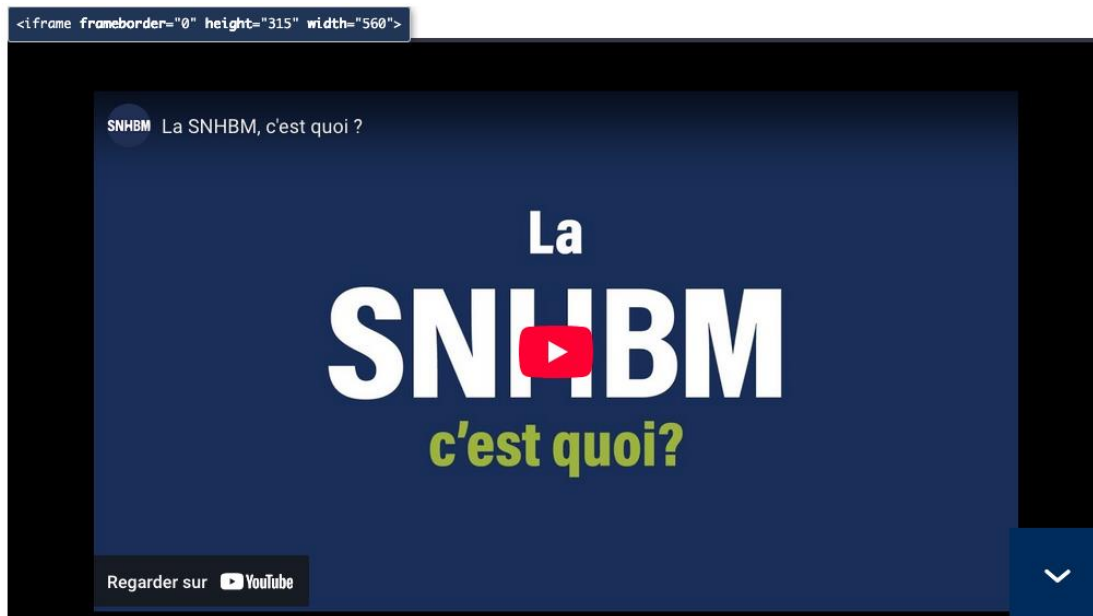 <iframe frameborder="0" height="315" width="560">
SNHBM La SNHBM, c'est quoi ?
La
SNHBM
c'est quoi?
Regarder sur YouTube